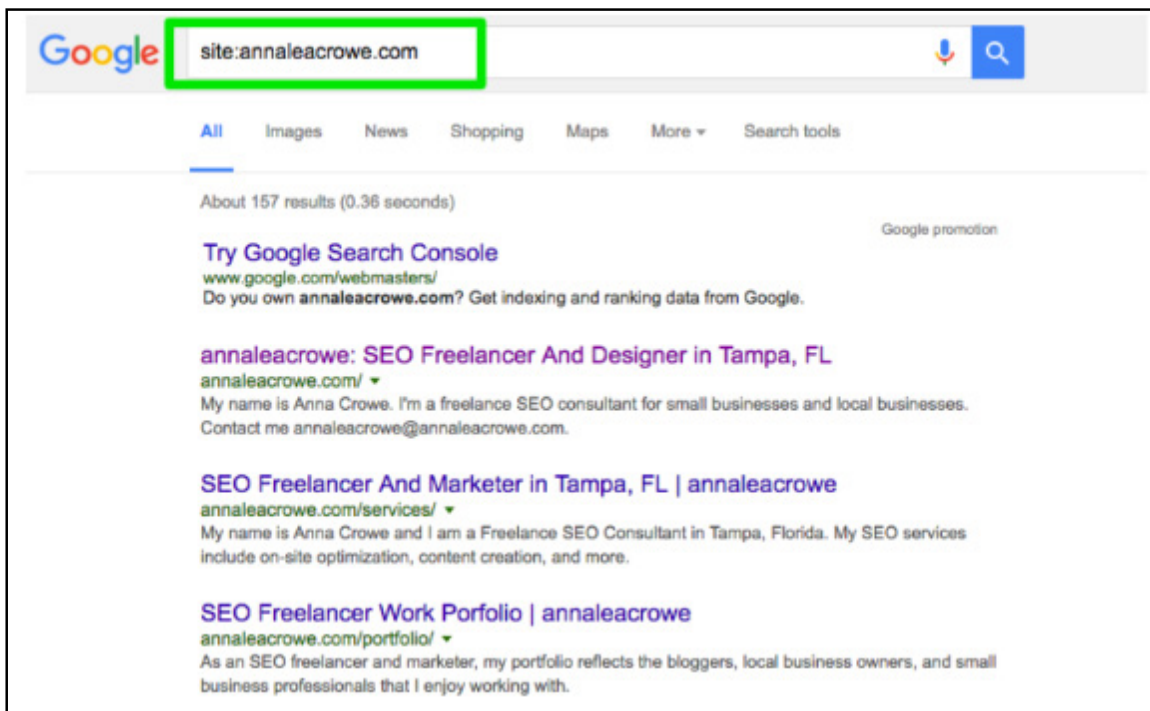 Google site:annaleacrowe.com
All Images News Shopping Maps More Search tools
About 157 results (0.36 seconds)
Google promotion
Try Google Search Console
www.google.com/webmasters/
Do you own annaleacrowe.com? Get indexing and ranking data from Google.
annaleacrowe: SEO Freelancer And Designer in Tampa, FL
annaleacrowe.com/
My name is Anna Crowe. I'm a freelance SEO consultant for small businesses and local businesses.
Contact me annaleacrowe@annaleacrowe.com.
SEO Freelancer And Marketer in Tampa, FL | annaleacrowe
annaleacrowe.com/services/
My name is Anna Crowe and I am a Freelance SEO Consultant in Tampa, Florida. My SEO services
include on-site optimization, content creation, and more.
SEO Freelancer Work Porfolio | annaleacrowe
annaleacrowe.com/portfolio/
As an SEO freelancer and marketer, my portfolio reflects the bloggers, local business owners, and small
business professionals that I enjoy working with.